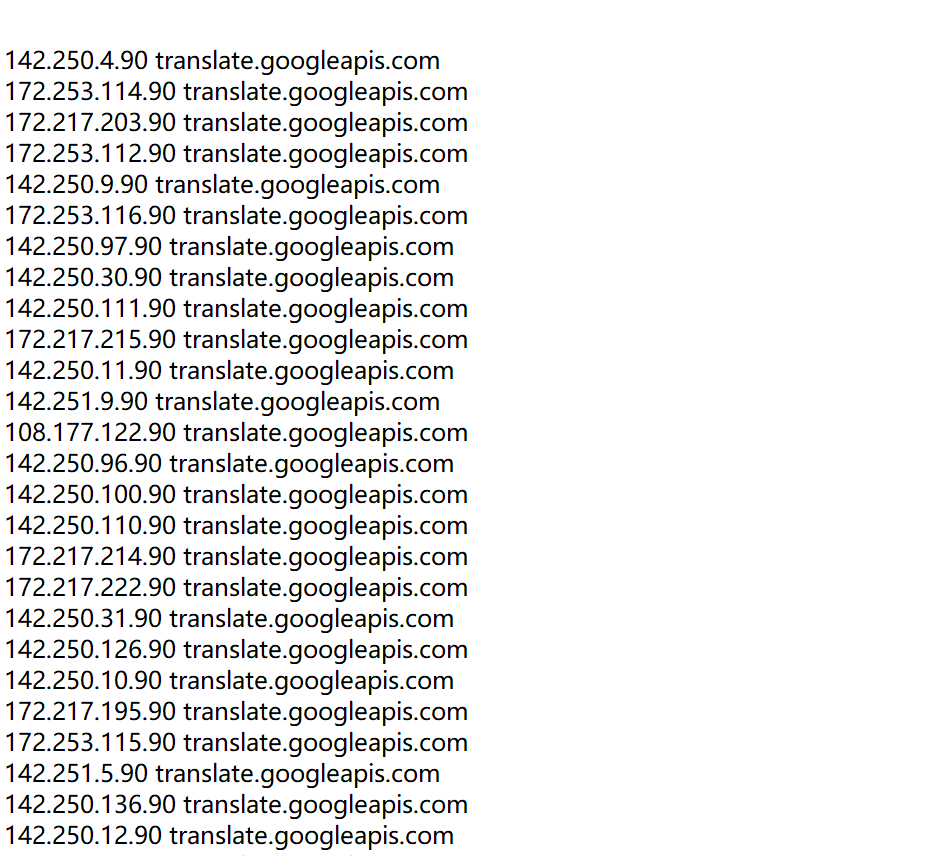 142.250.4.90 translate.googleapis.com
172.253.114.90 translate.googleapis.com
172.217.203.90 translate.googleapis.com
172.253.112.90 translate.googleapis.com
142.250.9.90 translate.googleapis.com
172.253.116.90 translate.googleapis.com
142.250.97.90 translate.googleapis.com
142.250.30.90 translate.googleapis.com
142.250.111.90 translate.googleapis.com
172.217.215.90 translate.googleapis.com
142.250.11.90 translate.googleapis.com
142.251.9.90 translate.googleapis.com
108.177.122.90 translate.googleapis.com
142.250.96.90 translate.googleapis.com
142.250.100.90 translate.googleapis.com
142.250.110.90 translate.googleapis.com
172.217.214.90 translate.googleapis.com
172.217.222.90 translate.googleapis.com
142.250.31.90 translate.googleapis.com
142.250.126.90 translate.googleapis.com
142.250.10.90 translate.googleapis.com
172.217.195.90 translate.googleapis.com
172.253.115.90 translate.googleapis.com
142.251.5.90 translate.googleapis.com
142.250.136.90 translate.googleapis.com
142.250.12.90 translate.googleapis.com